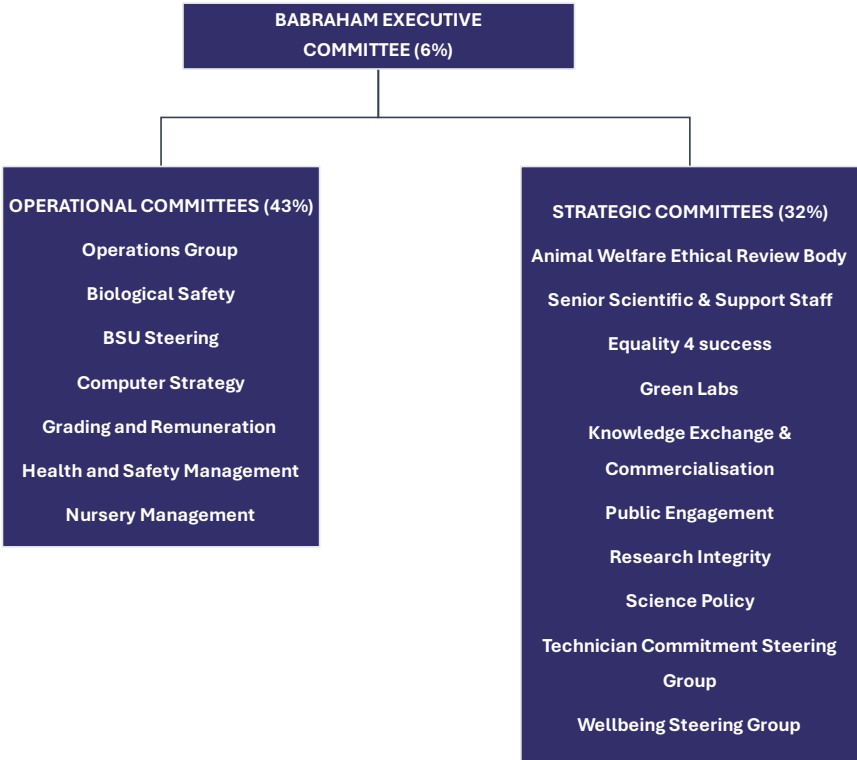 BABRAHAM EXECUTIVE
COMMITTEE (6%)
OPERATIONAL COMMITTEES (43%)
Operations Group
Biological Safety
BSU Steering
Computer Strategy
Grading and Remuneration
Health and Safety Management
Nursery Management
STRATEGIC COMMITTEES (32%)
Animal Welfare Ethical Review Body
Senior Scientific & Support Staff
Equality 4 success
Green Labs
Knowledge Exchange &
Commercialisation
Public Engagement
Research Integrity
Science Policy
Technician Commitment Steering
Group
Wellbeing Steering Group